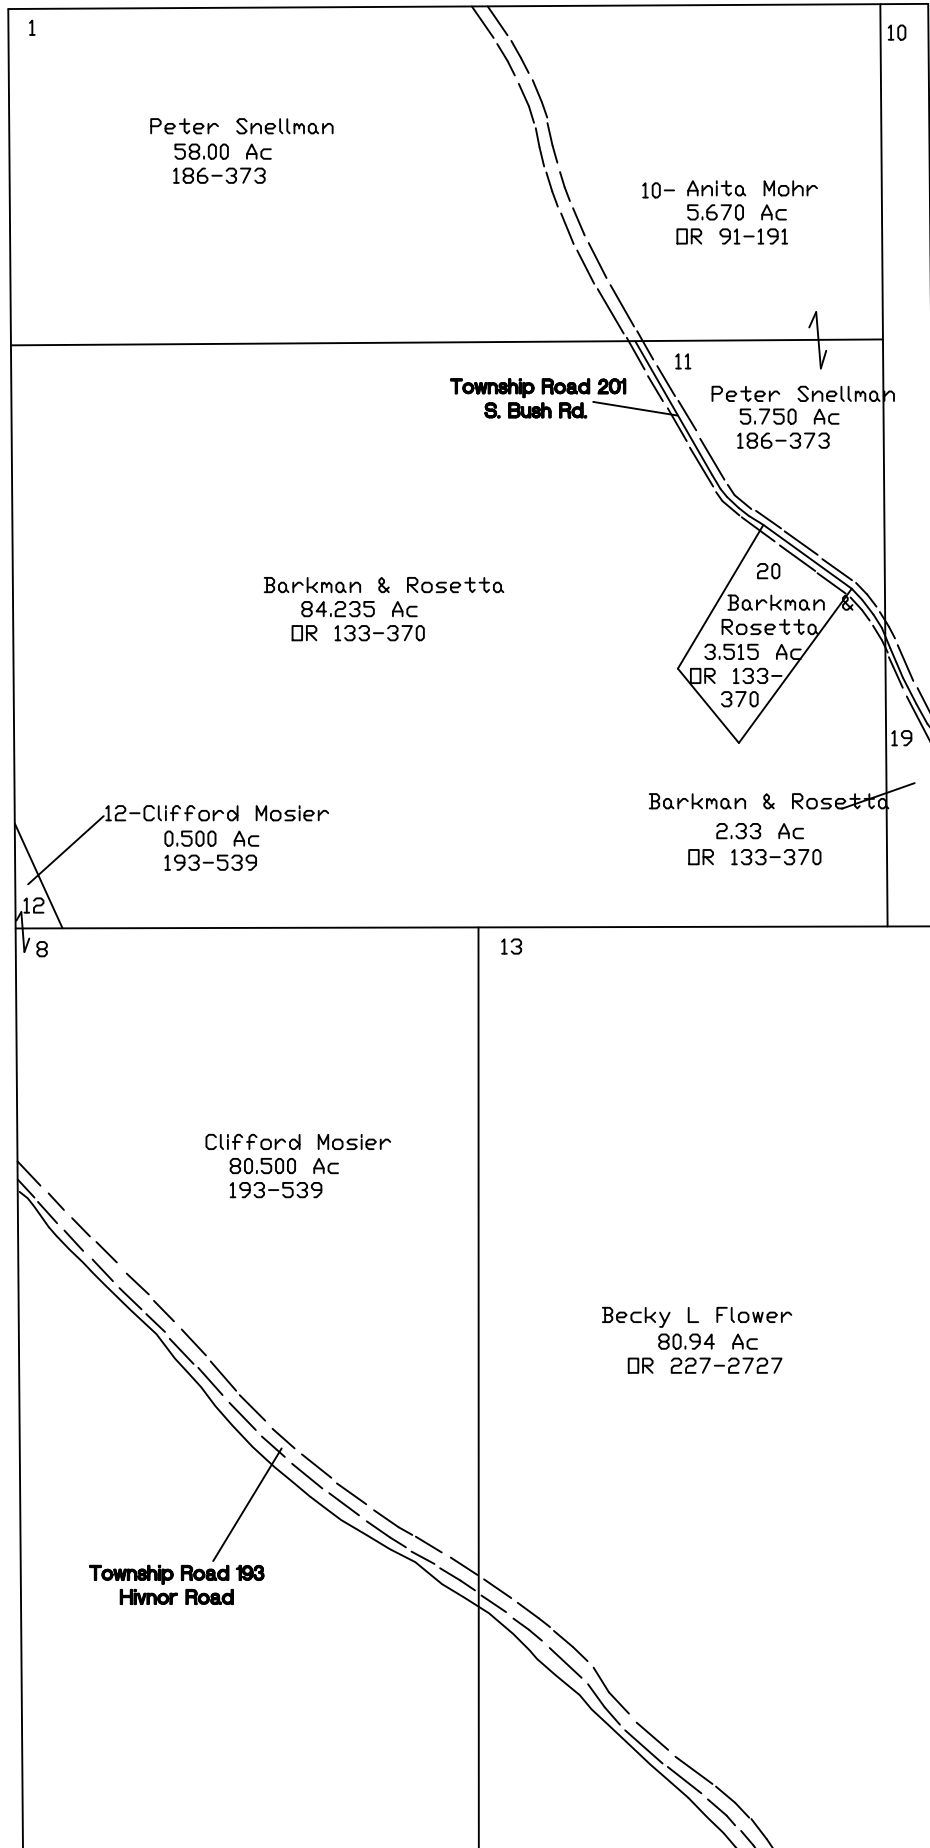 1
10
Peter Snellman
58.00 Ac
186-373
10- Anita Mohr
5.670 Ac
OR 91-191
11
Township Road 201
S. Bush Rd.
Peter Snellman
5.750 Ac
186-373
Barkman & Rosetta
84.235 Ac
OR 133-370
20
Barkman &
Rosetta
3.515 Ac
OR 133-
370
19
Barkman & Rosetta
2.33 Ac
OR 133-370
12-Clifford Mosier
0.500 Ac
193-539
12
8
13
Clifford Mosier
80.500 Ac
193-539
Becky L Flower
80.94 Ac
OR 227-2727
Township Road 193
Hivnor Road